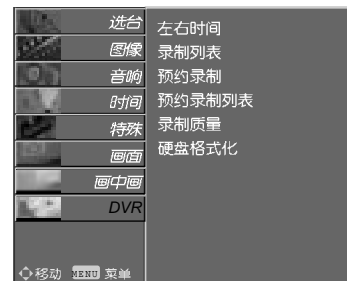 选台
图像
音响
时间
特殊
画面
画中画
DVR
移动 MENU 菜单
左右时间
录制列表
预约录制
预约录制列表
录制质量
硬盘格式化